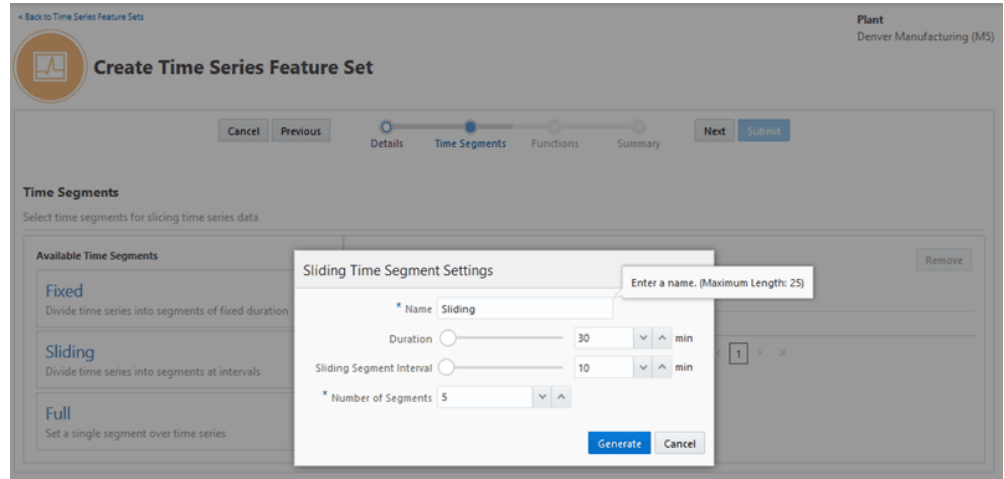 < Back to Time Series Feature Sets
Plant
Denver Manufacturing (M5)
Create Time Series Feature Set
Cancel Previous Details Time Segments Functions Summary Next Submit
Time Segments
Select time segments for slicing time series data
Available Time Segments
Remove
Fixed
Divide time series into segments of fixed duration
Sliding
Divide time series into segments at intervals
Full
Set a single segment over time series
1
Sliding Time Segment Settings
Enter a name. (Maximum Length: 25)
* Name Sliding
Duration 30 min
Sliding Segment Interval 10 min
* Number of Segments 5
Generate Cancel